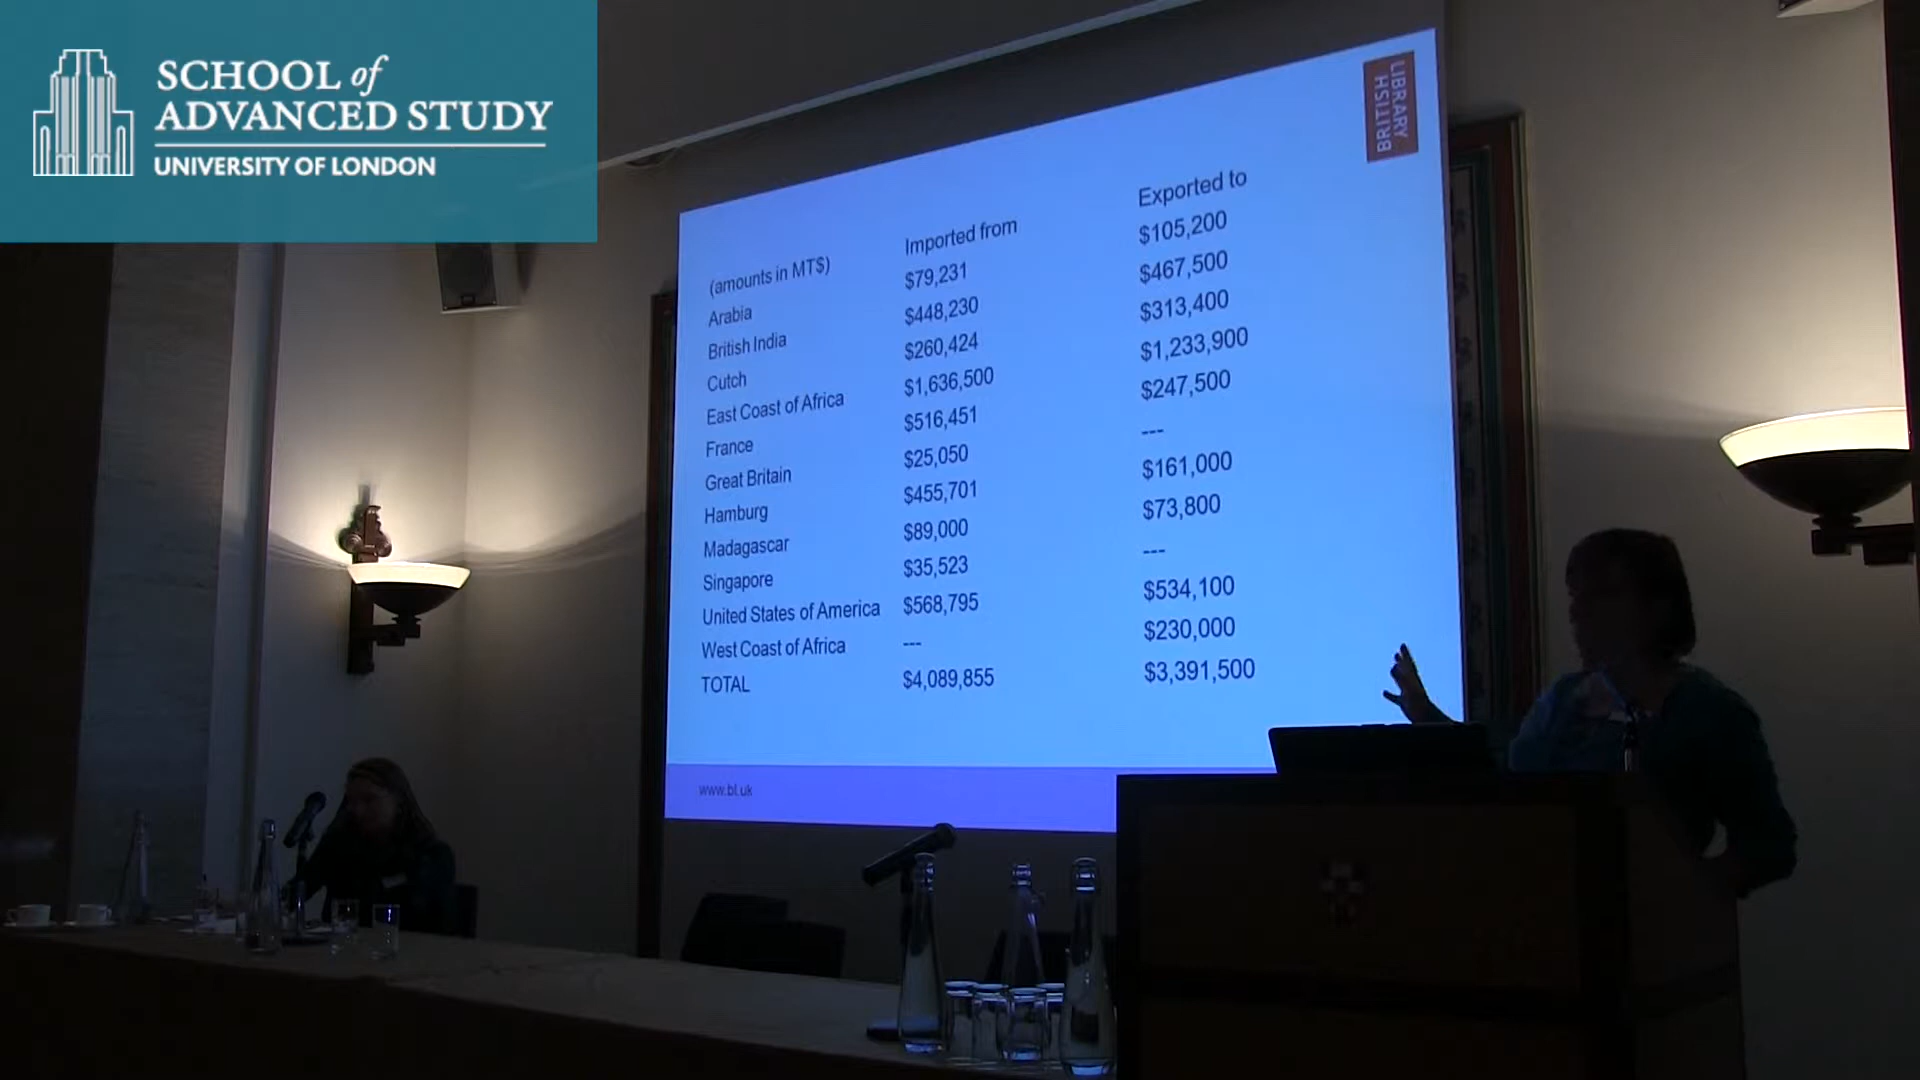 SCHOOL of
ADVANCED STUDY
UNIVERSITY OF LONDON
BRITISH
LIBRARY
(amounts in MT$) Imported from Exported to
Arabia $79,231 $105,200
British India $448,230 $467,500
Cutch $260,424 $313,400
East Coast of Africa $1,636,500 $1,233,900
France $516,451 $247,500
Great Britain $25,050 ---
Hamburg $455,701 $161,000
Madagascar $89,000 $73,800
Singapore $35,523 ---
United States of America $568,795 $534,100
West Coast of Africa --- $230,000
TOTAL $4,089,855 $3,391,500
www.bl.uk